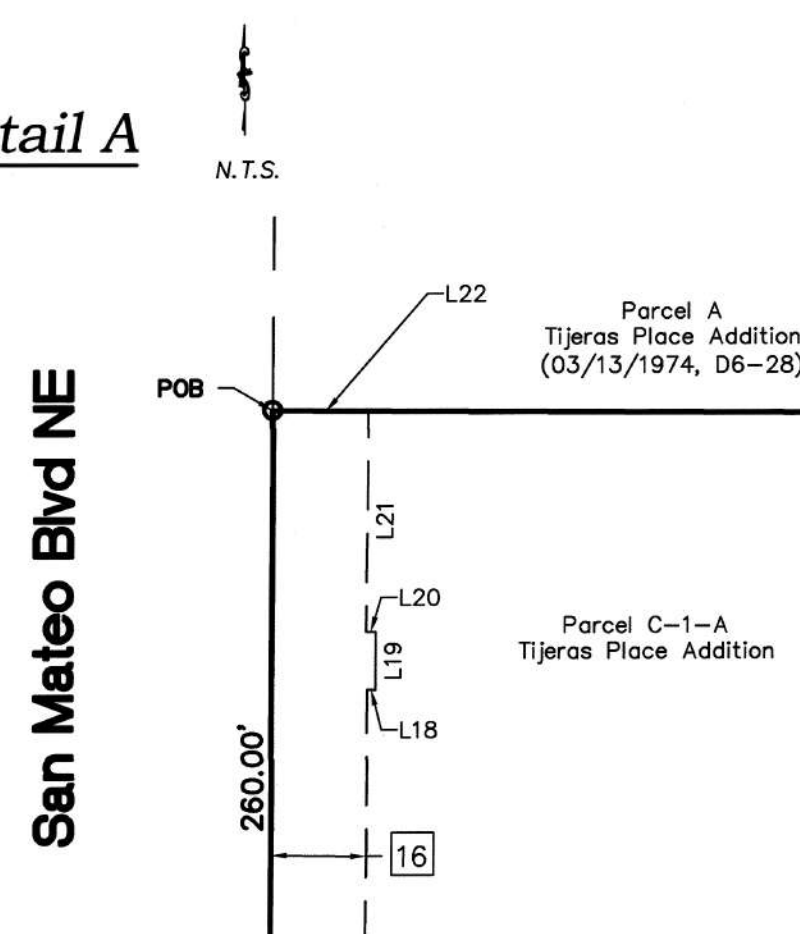 tail A
N.T.S.
L22
Parcel A
Tijeras Place Addition
(03/13/1974, D6-28)
POB
San Mateo Blvd NE
L21
L20
L19
Parcel C-1-A
Tijeras Place Addition
L18
260.00'
16